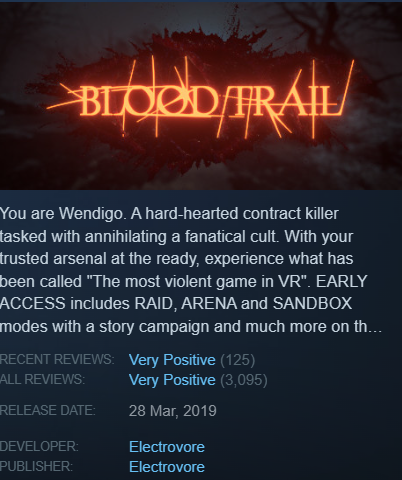 BLOOD TRAIL
You are Wendigo. A hard-hearted contract killer
tasked with annihilating a fanatical cult. With your
trusted arsenal at the ready, experience what has
been called "The most violent game in VR". EARLY
ACCESS includes RAID, ARENA and SANDBOX
modes with a story campaign and much more on th...
RECENT REVIEWS: Very Positive (125)
ALL REVIEWS: Very Positive (3,095)
RELEASE DATE: 28 Mar, 2019
DEVELOPER: Electrovore
PUBLISHER: Electrovore